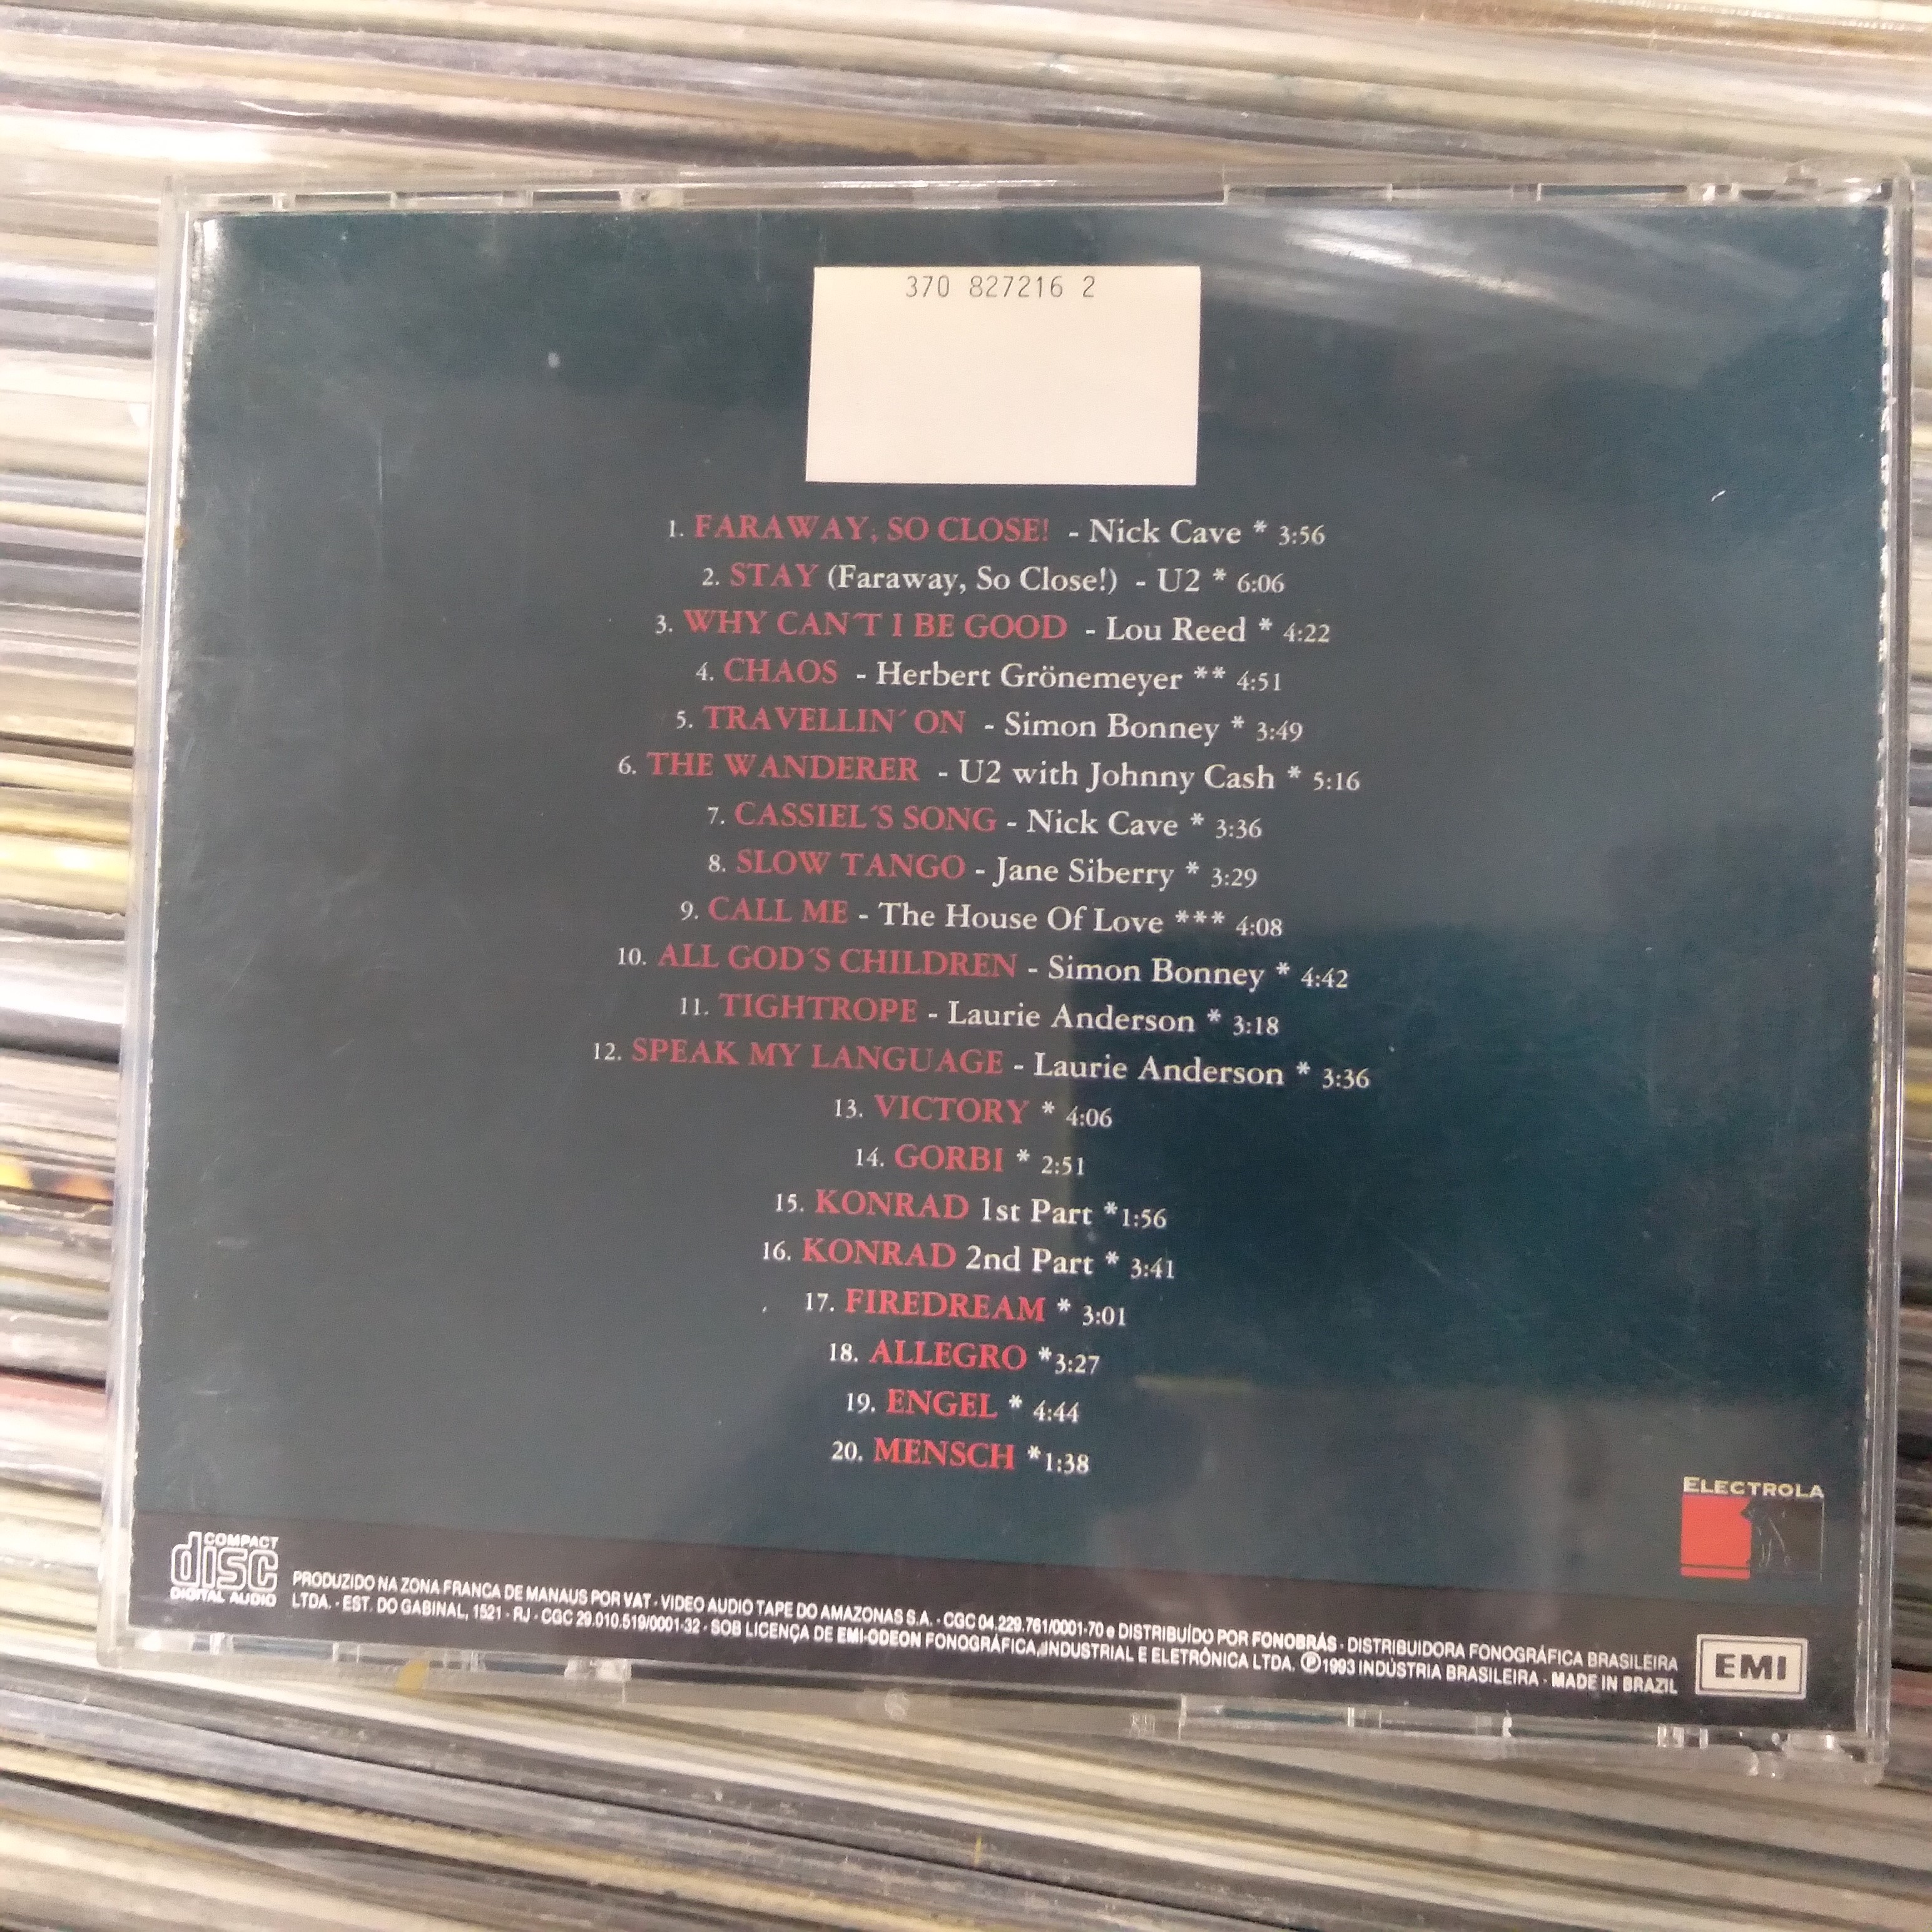 370 827216 2
1. FARAWAY, SO CLOSE! - Nick Cave * 3:56
2. STAY (Faraway, So Close!) - U2 * 6:06
3. WHY CAN´T I BE GOOD - Lou Reed * 4:22
4. CHAOS - Herbert Grönemeyer ** 4:51
5. TRAVELLIN´ ON - Simon Bonney * 3:49
6. THE WANDERER - U2 with Johnny Cash * 5:16
7. CASSIEL´S SONG - Nick Cave * 3:36
8. SLOW TANGO - Jane Siberry * 3:29
9. CALL ME - The House Of Love *** 4:08
10. ALL GOD´S CHILDREN - Simon Bonney * 4:42
11. TIGHTROPE - Laurie Anderson * 3:18
12. SPEAK MY LANGUAGE - Laurie Anderson * 3:36
13. VICTORY * 4:06
14. GORBI * 2:51
15. KONRAD 1st Part *1:56
16. KONRAD 2nd Part * 3:41
17. FIREDREAM * 3:01
18. ALLEGRO *3:27
19. ENGEL * 4:44
20. MENSCH *1:38
ELECTROLA
COMPACT
disc
DIGITAL AUDIO
PRODUZIDO NA ZONA FRANCA DE MANAUS POR VAT - VIDEO AUDIO TAPE DO AMAZONAS S.A. - CGC 04.229.761/0001-70 e DISTRIBUÍDO POR FONOBRÁS - DISTRIBUIDORA FONOGRÁFICA BRASILEIRA
LTDA. - EST. DO GABINAL, 1521 - RJ - CGC 29.010.519/0001-32 - SOB LICENÇA DE EMI-ODEON FONOGRÁFICA, INDUSTRIAL E ELETRÔNICA LTDA. ℗1993 INDÚSTRIA BRASILEIRA - MADE IN BRAZIL
EMI